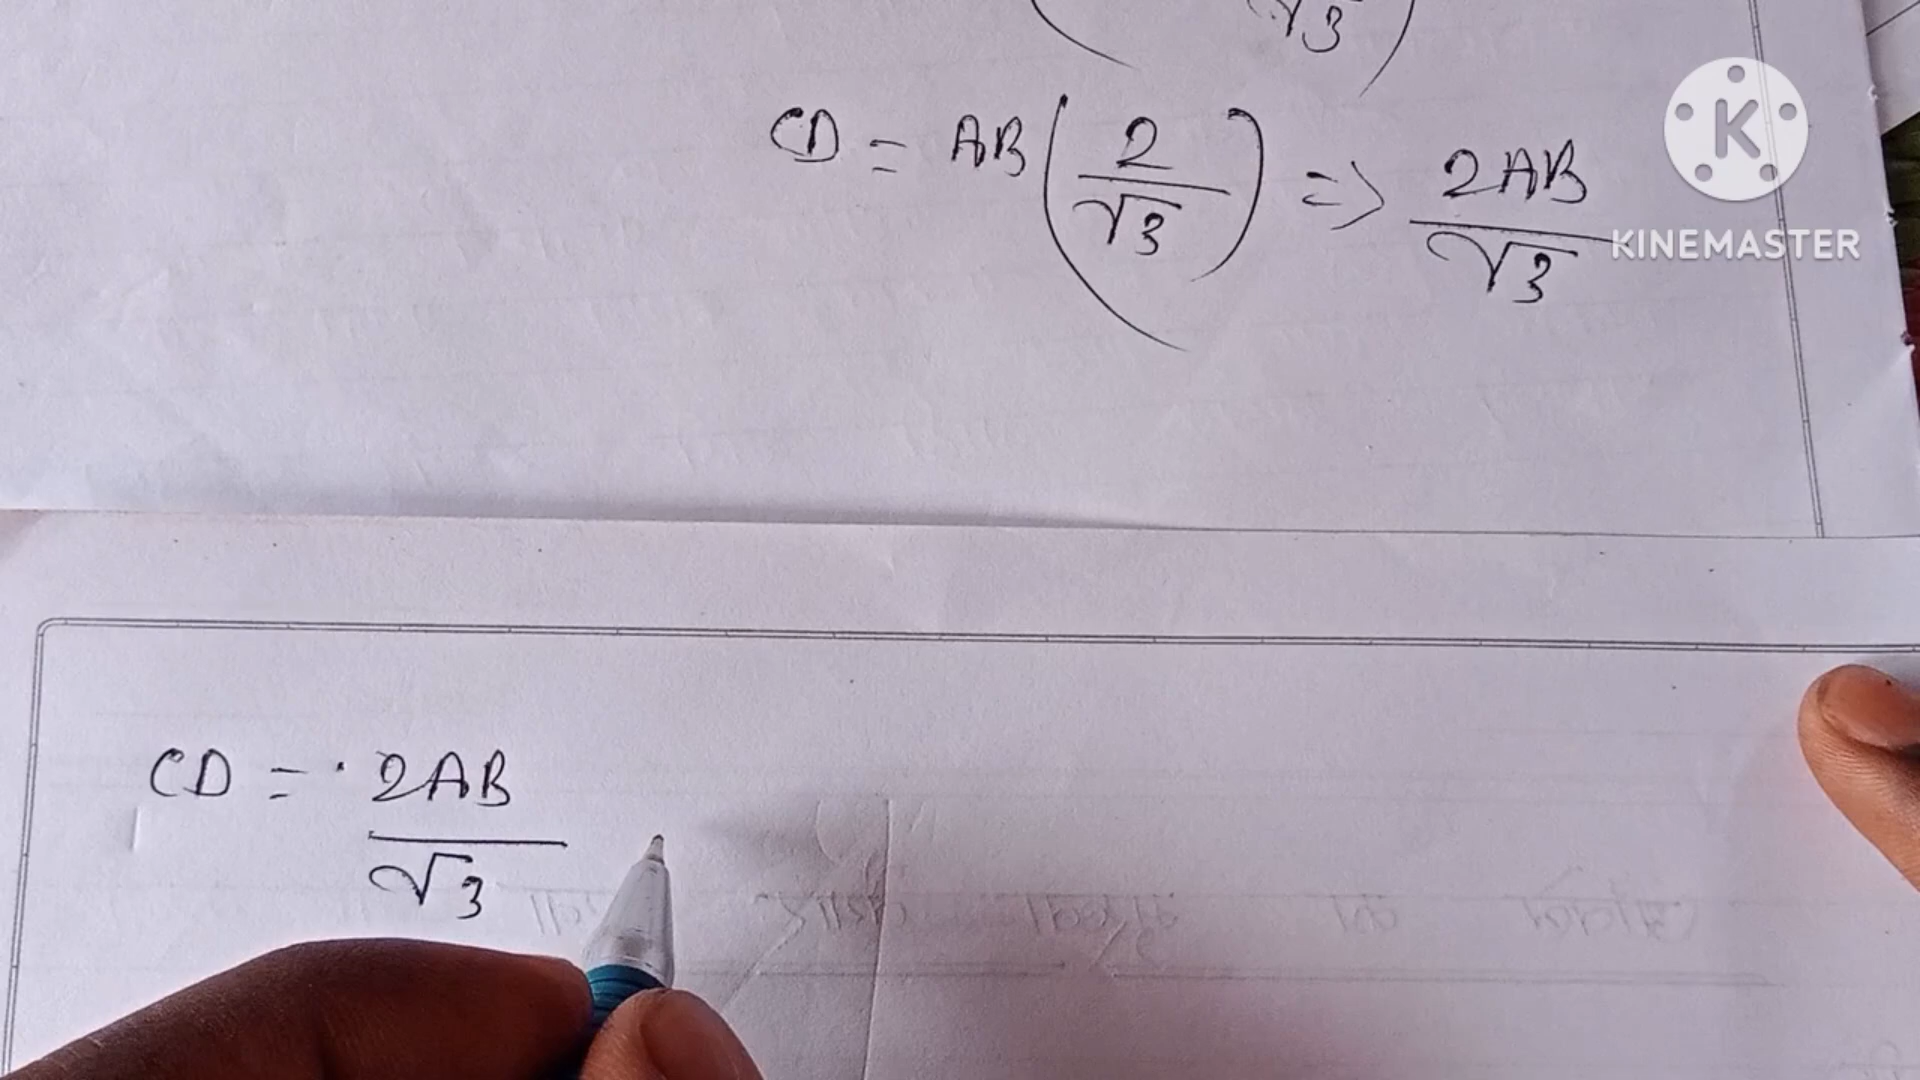 √3
CD = AB ( 2 / √3 ) => 2AB / √3
K
KINEMASTER
CD = 2AB / √3